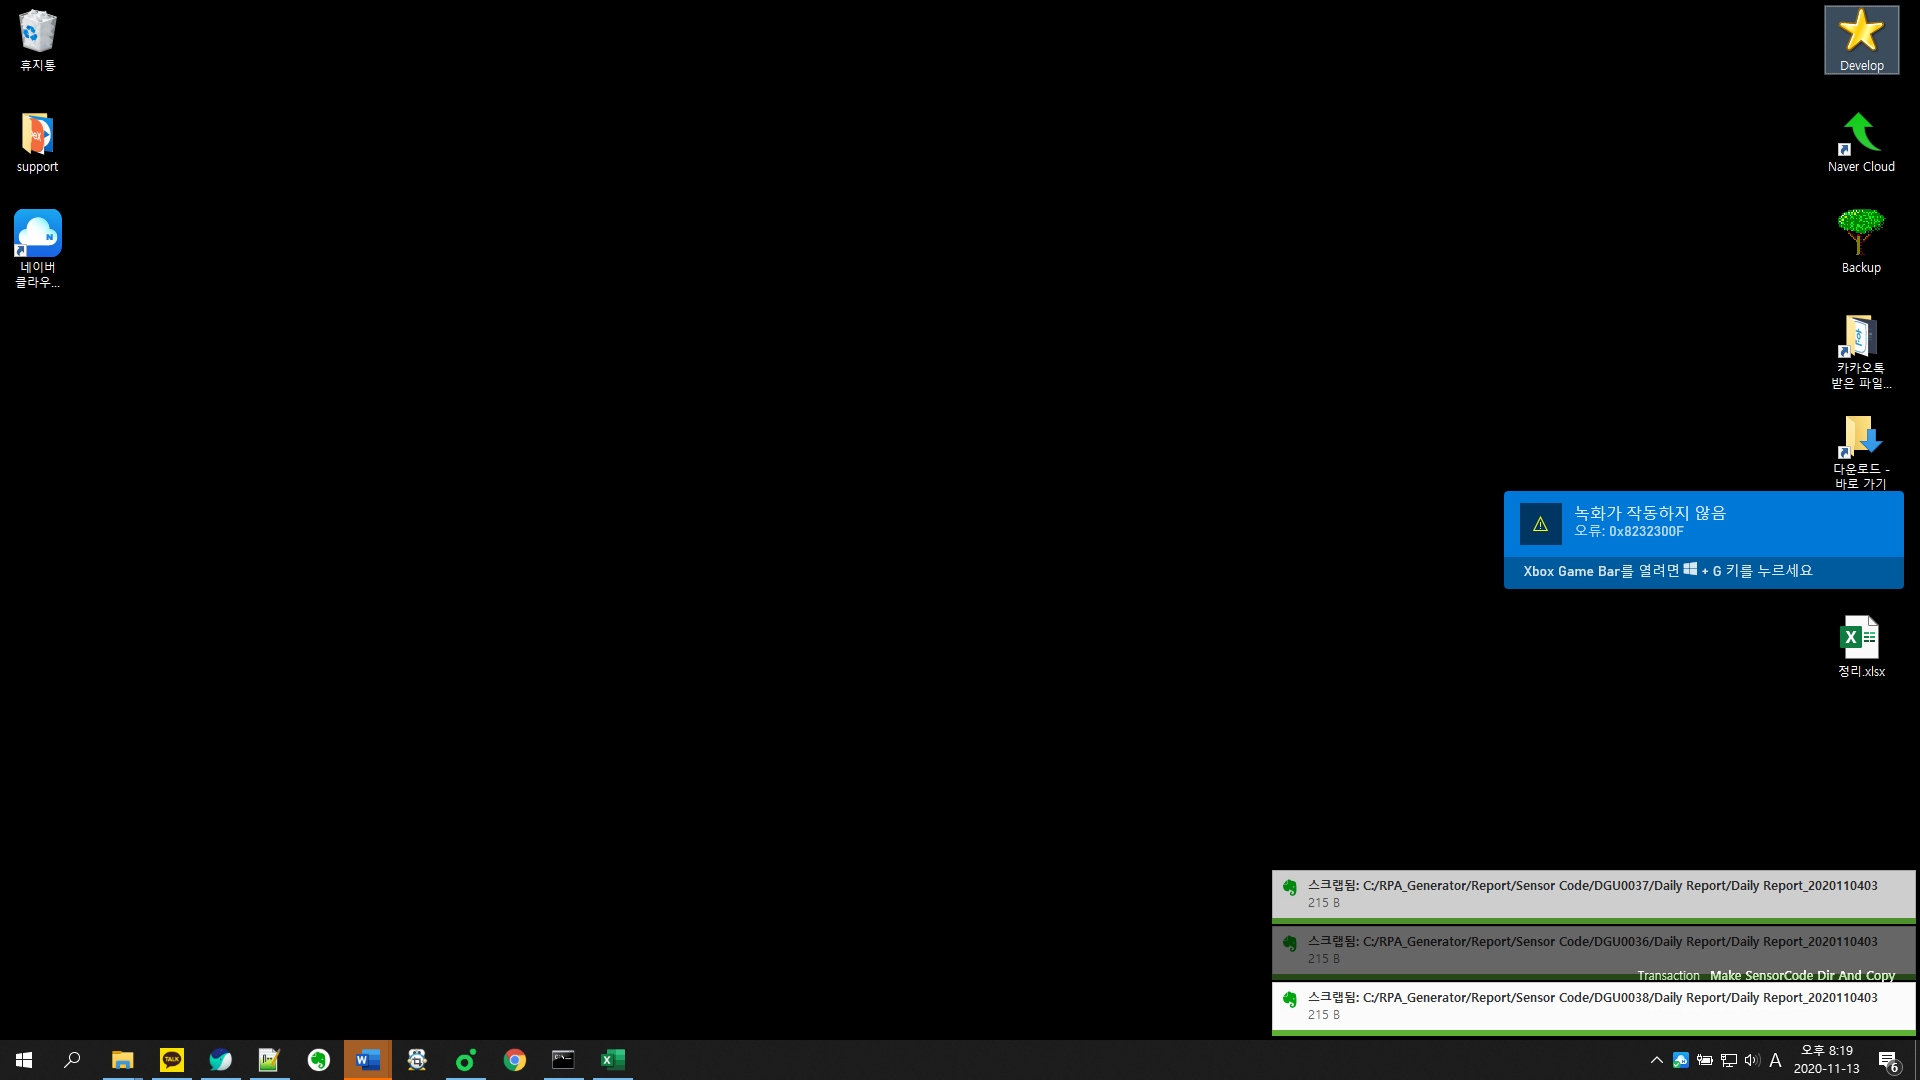 휴지통
support
네이버
클라우...
Develop
Naver Cloud
Backup
카카오톡
받은 파일...
다운로드 -
바로 가기
녹화가 작동하지 않음
오류: 0x8232300F
Xbox Game Bar를 열려면 + G 키를 누르세요
정리.xlsx
스크랩됨: C:/RPA_Generator/Report/Sensor Code/DGU0037/Daily Report/Daily Report_2020110403
215 B
스크랩됨: C:/RPA_Generator/Report/Sensor Code/DGU0036/Daily Report/Daily Report_2020110403
215 B
Transaction Make SensorCode Dir And Copy
스크랩됨: C:/RPA_Generator/Report/Sensor Code/DGU0038/Daily Report/Daily Report_2020110403
215 B
TALK
A
오후 8:19
2020-11-13
6